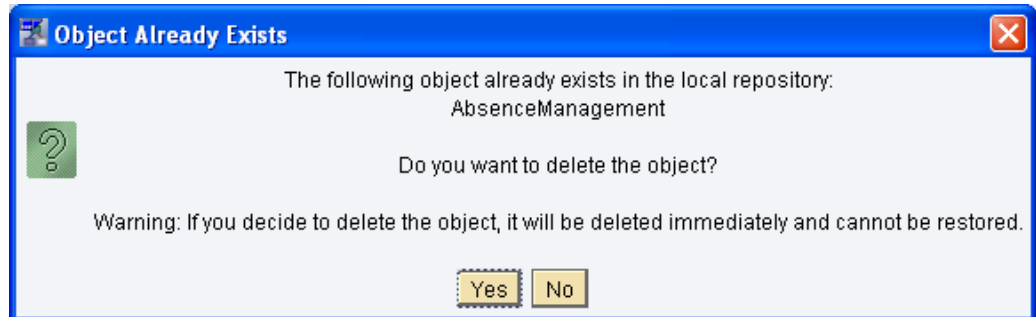 Object Already Exists
The following object already exists in the local repository:
AbsenceManagement
Do you want to delete the object?
Warning: If you decide to delete the object, it will be deleted immediately and cannot be restored.
Yes No